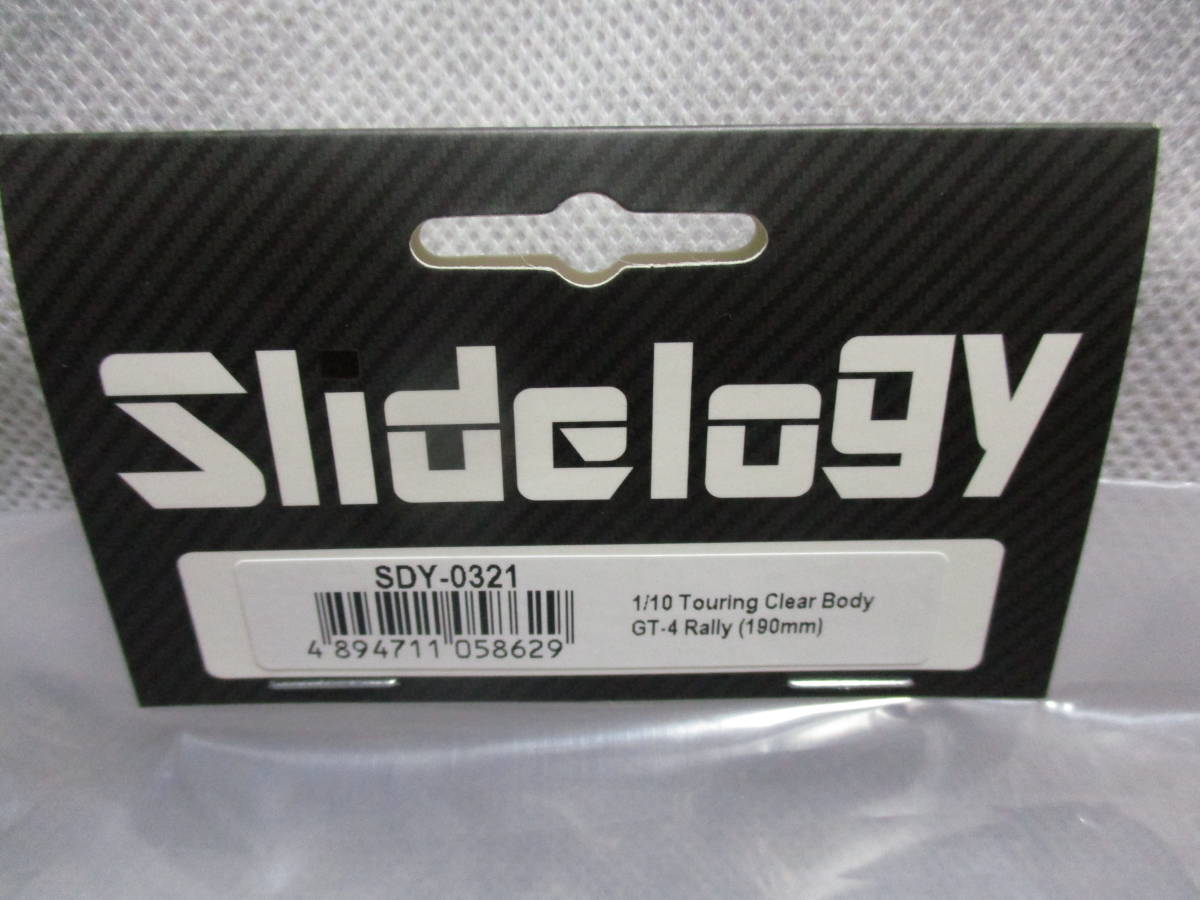 Slidelogy
SDY-0321
4 894711 058629
1/10 Touring Clear Body
GT-4 Rally (190mm)